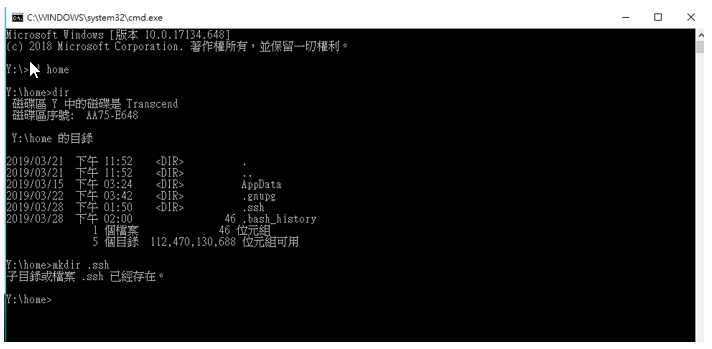 C:\WINDOWS\system32\cmd.exe
Microsoft Windows [版本 10.0.17134.648]
(c) 2018 Microsoft Corporation. 著作權所有，並保留一切權利。
Y:\> home
Y:\home>dir
磁碟區 Y 中的磁碟是 Transcend
磁碟區序號:  AA75-E648
Y:\home 的目錄
2019/03/21  下午 11:52    <DIR>          .
2019/03/21  下午 11:52    <DIR>          ..
2019/03/15  下午 03:24    <DIR>          AppData
2019/03/22  下午 03:42    <DIR>          .gnupg
2019/03/28  下午 01:50    <DIR>          .ssh
2019/03/28  下午 02:00                46 .bash_history
1 個檔案              46 位元組
5 個目錄  112,470,130,688 位元組可用
Y:\home>mkdir .ssh
子目錄或檔案 .ssh 已經存在。
Y:\home>